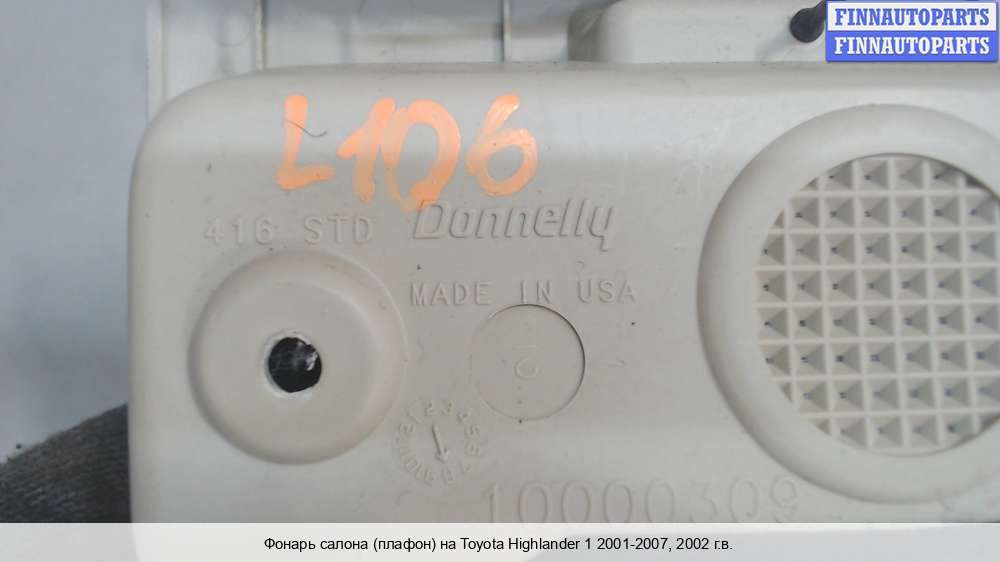 FINNAUTOPARTS
FINNAUTOPARTS
L106
416 STD
Donnelly
MADE IN USA
2
10000309
Фонарь салона (плафон) на Toyota Highlander 1 2001-2007, 2002 г.в.